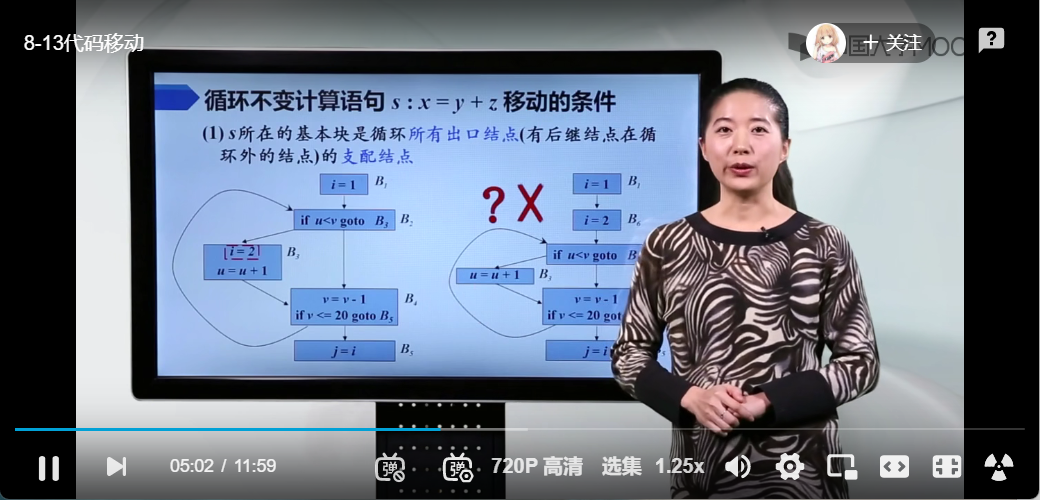 8-13代码移动
+ 关注
循环不变计算语句 s : x = y + z 移动的条件
(1) s所在的基本块是循环所有出口结点(有后继结点在循
环外的结点)的支配结点
i = 1 B1
if u<v goto B3 B2
i = 2 B3
u = u + 1
v = v - 1 B4
if v <= 20 goto B5
j = i B5
? X
i = 1 B1
i = 2
if u<v goto
u = u + 1 B3
v = v - 1
if v <= 20 got
j = i
05:02 / 11:59
弹 弹 720P 高清 选集 1.25x